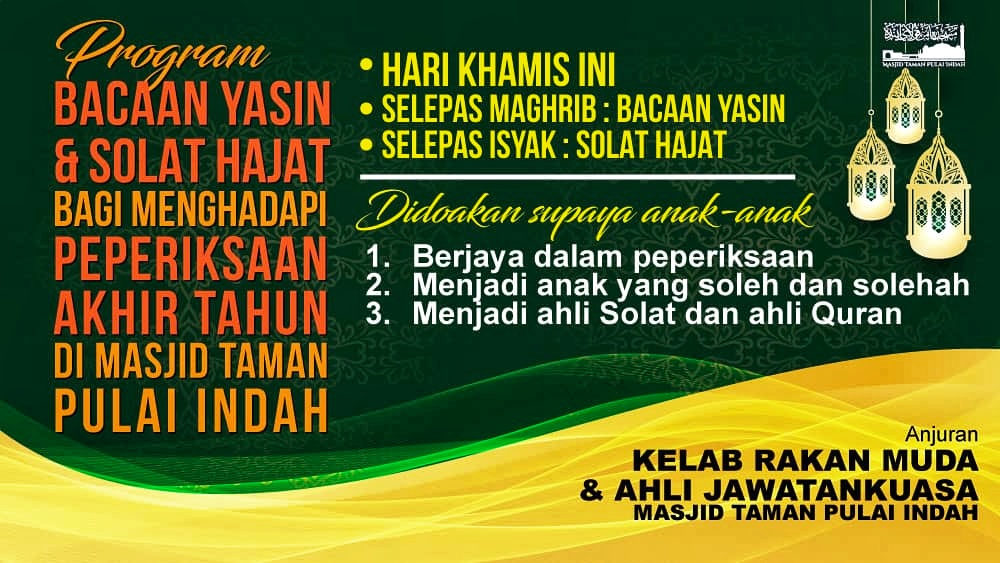 Program
BACAAN YASIN
& SOLAT HAJAT
BAGI MENGHADAPI
PEPERIKSAAN
AKHIR TAHUN
DI MASJID TAMAN
PULAI INDAH
• HARI KHAMIS INI
• SELEPAS MAGHRIB : BACAAN YASIN
• SELEPAS ISYAK : SOLAT HAJAT
Didoakan supaya anak-anak
1. Berjaya dalam peperiksaan
2. Menjadi anak yang soleh dan solehah
3. Menjadi ahli Solat dan ahli Quran
MASJID TAMAN PULAI INDAH
Anjuran
KELAB RAKAN MUDA
& AHLI JAWATANKUASA
MASJID TAMAN PULAI INDAH